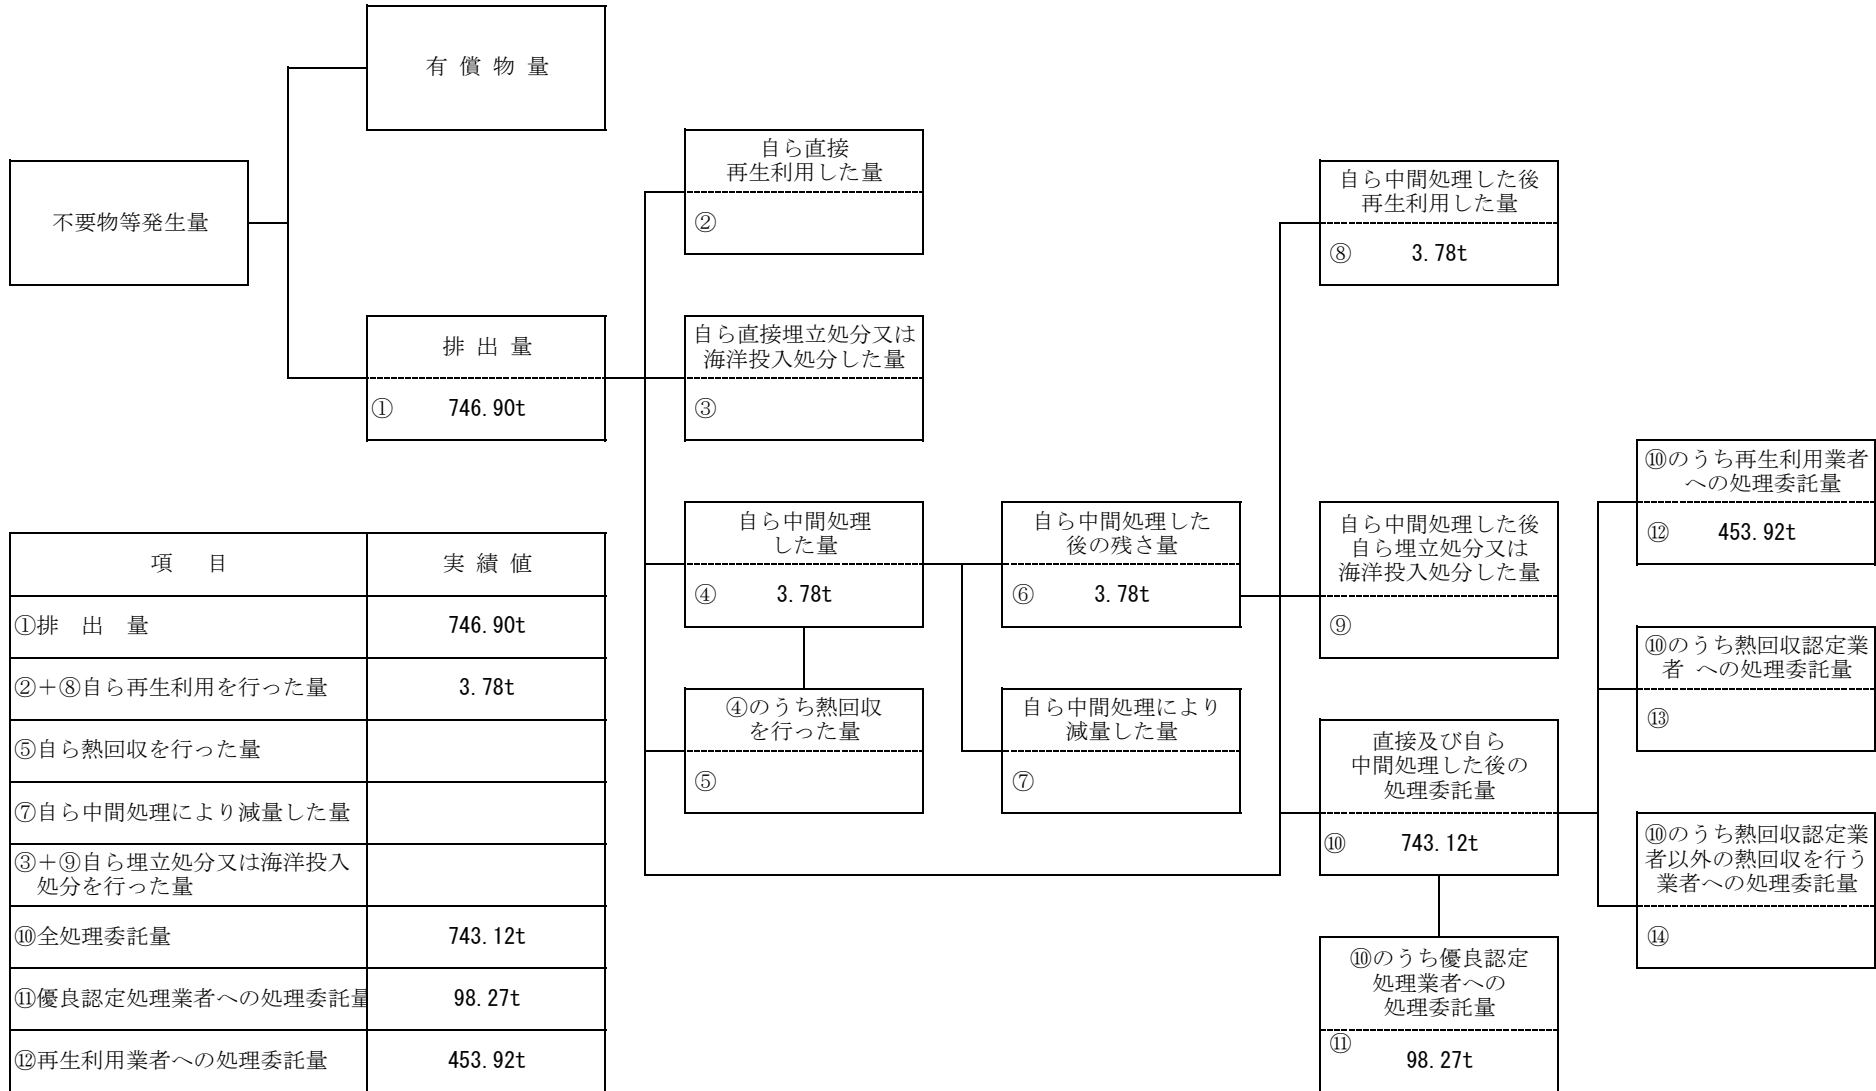 有 償 物 量
不要物等発生量
排 出 量
① 746.90t
自ら直接
再生利用した量
②
自ら直接埋立処分又は
海洋投入処分した量
③
自ら中間処理
した量
④ 3.78t
④のうち熱回収
を行った量
⑤
自ら中間処理した
後の残さ量
⑥ 3.78t
自ら中間処理により
減量した量
⑦
自ら中間処理した後
再生利用した量
⑧ 3.78t
自ら中間処理した後
自ら埋立処分又は
海洋投入処分した量
⑨
直接及び自ら
中間処理した後の
処理委託量
⑩ 743.12t
⑩のうち優良認定
処理業者への
処理委託量
⑪ 98.27t
⑩のうち再生利用業者
への処理委託量
⑫ 453.92t
⑩のうち熱回収認定業
者 への処理委託量
⑬
⑩のうち熱回収認定業
者以外の熱回収を行う
業者への処理委託量
⑭
項 目 実 績 値
①排 出 量 746.90t
②+⑧自ら再生利用を行った量 3.78t
⑤自ら熱回収を行った量
⑦自ら中間処理により減量した量
③+⑨自ら埋立処分又は海洋投入
処分を行った量
⑩全処理委託量 743.12t
⑪優良認定処理業者への処理委託量 98.27t
⑫再生利用業者への処理委託量 453.92t